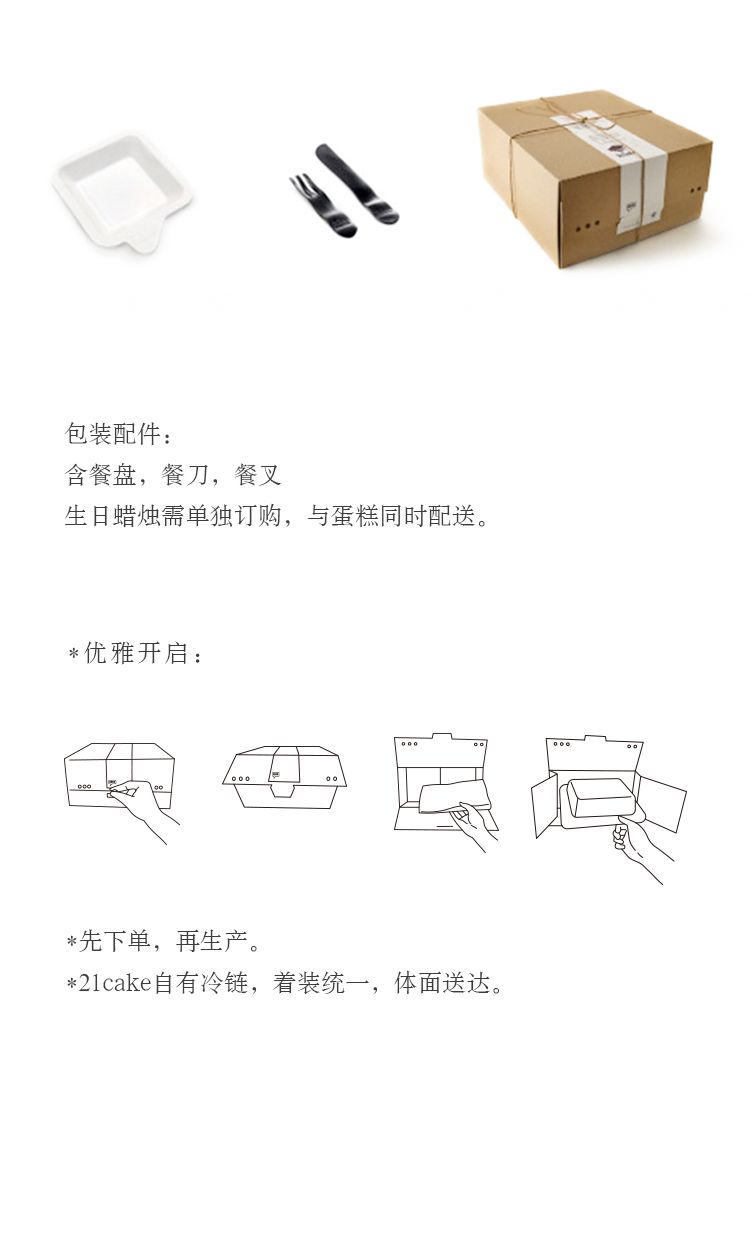 包装配件：
含餐盘，餐刀，餐叉
生日蜡烛需单独订购，与蛋糕同时配送。
*优雅开启：
*先下单，再生产。
*21cake自有冷链，着装统一，体面送达。